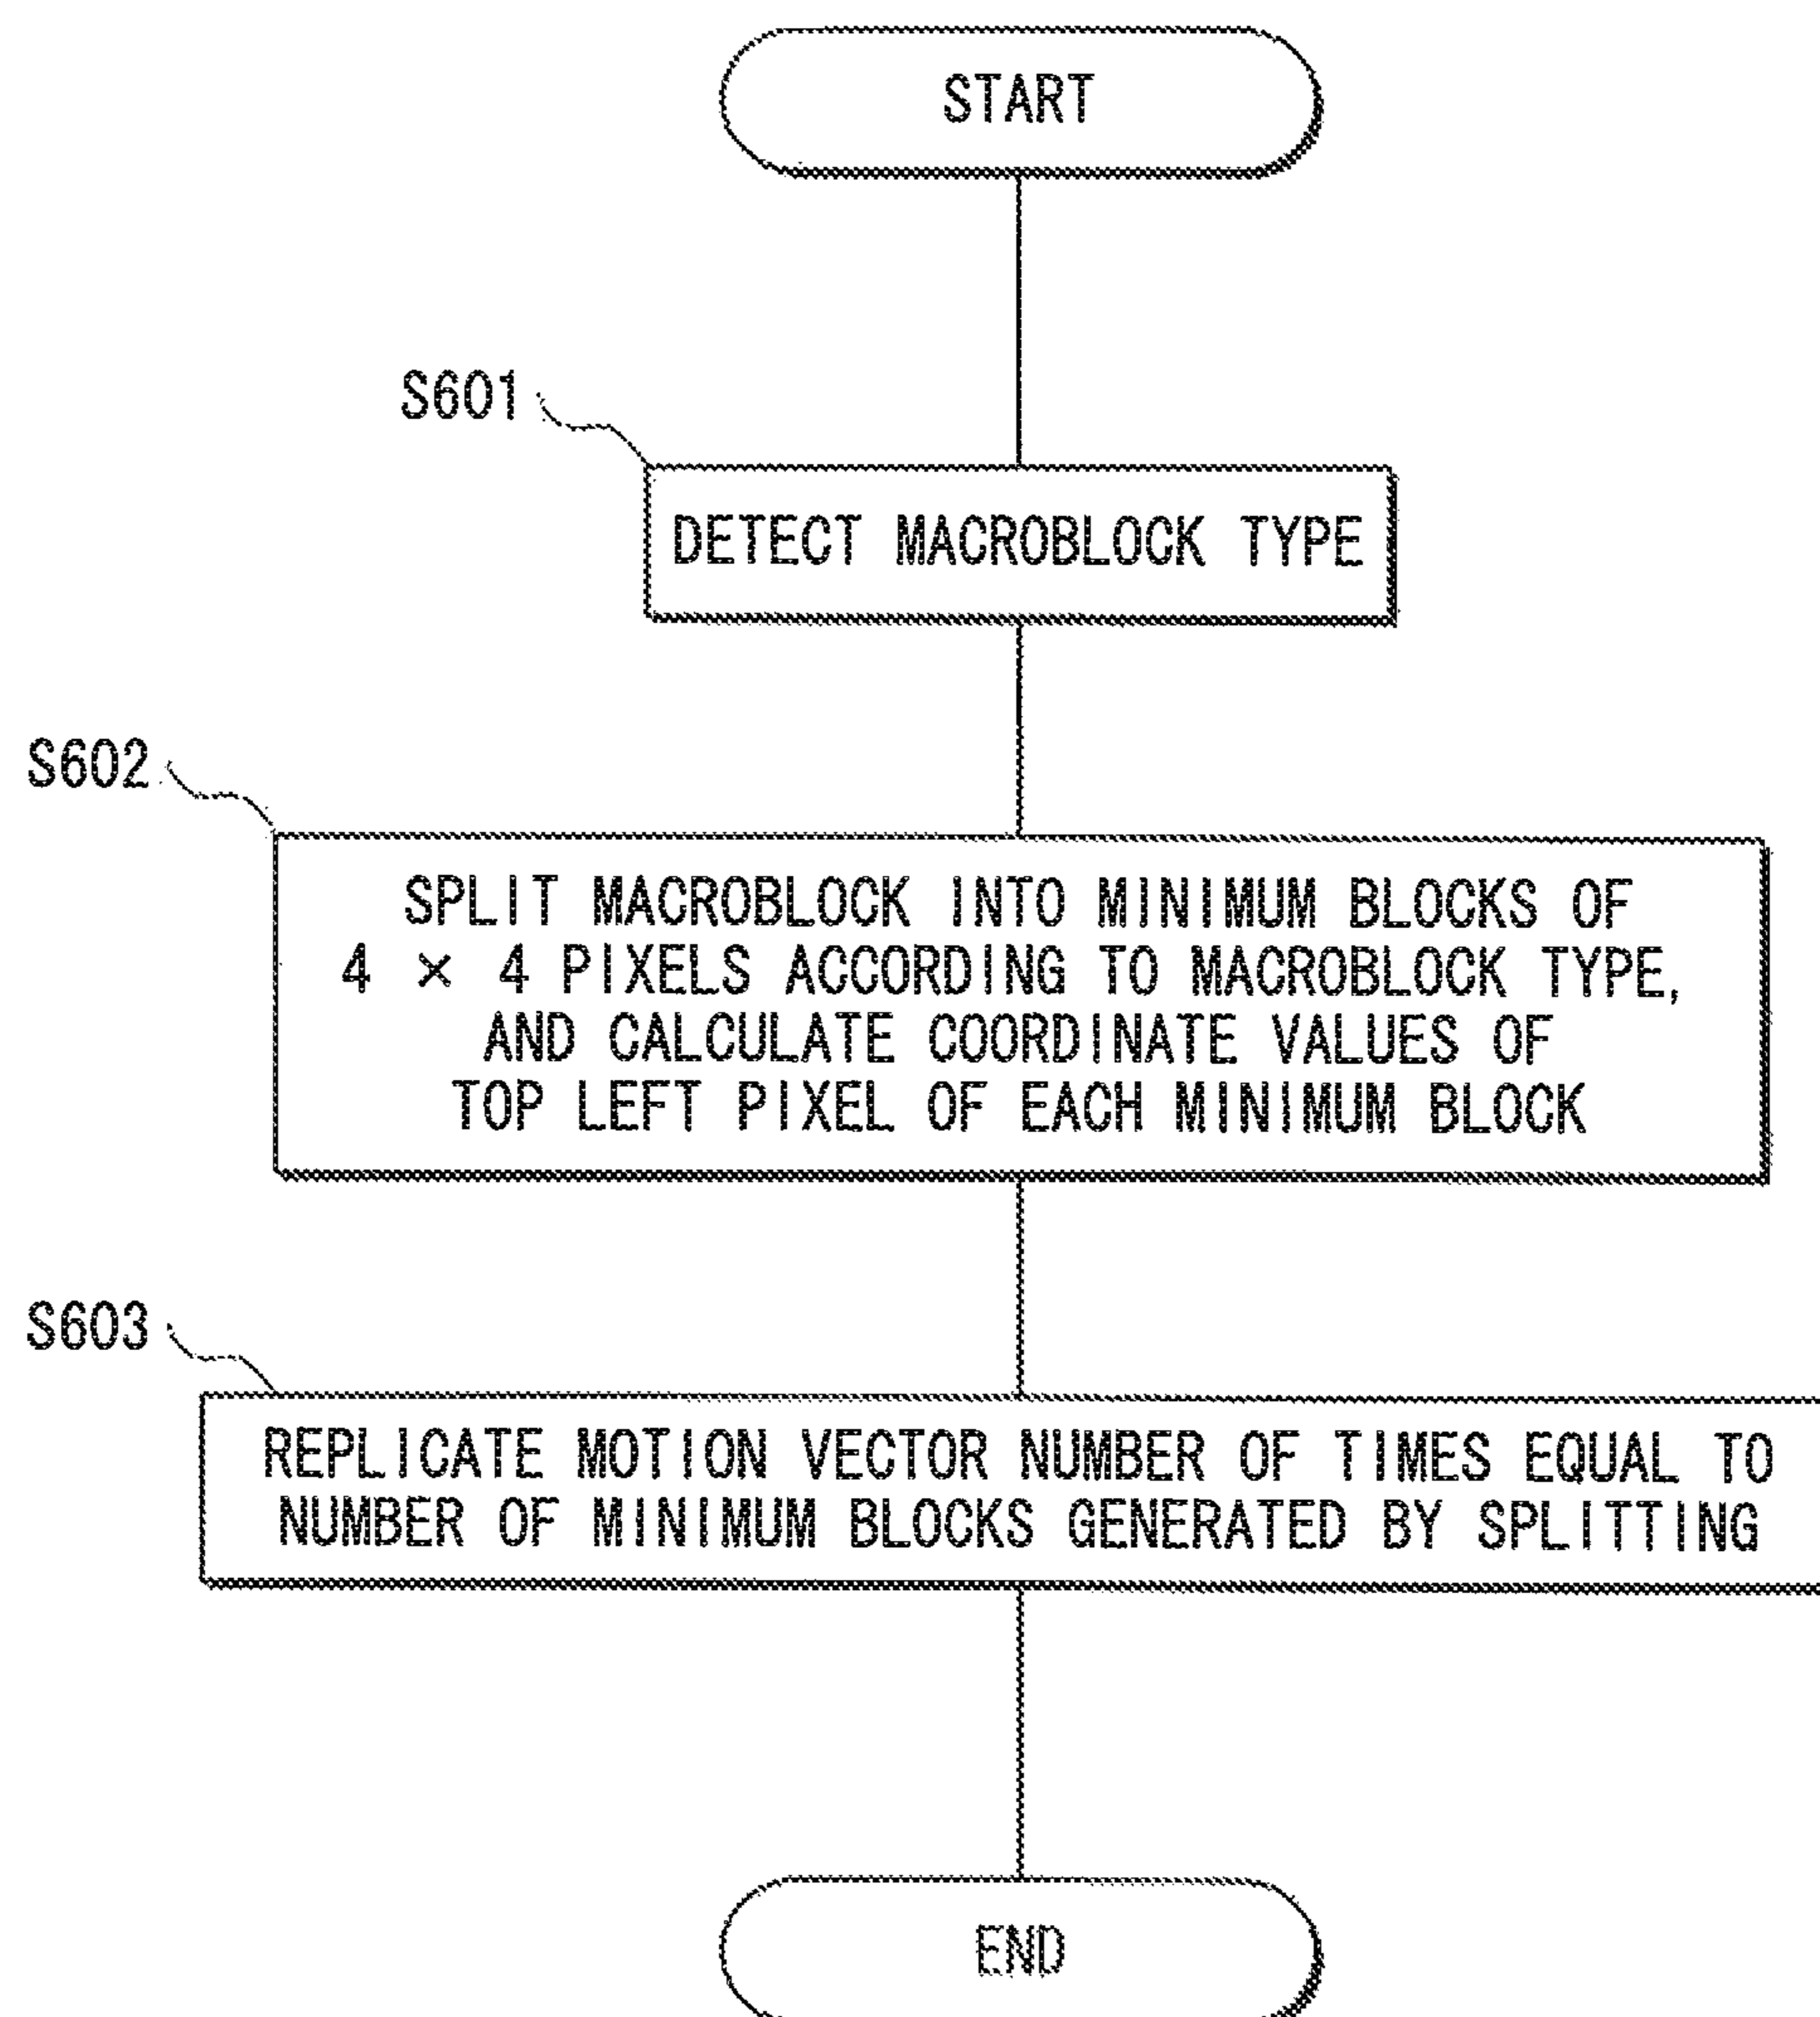 START
S601
DETECT MACROBLOCK TYPE
S602
SPLIT MACROBLOCK INTO MINIMUM BLOCKS OF
4 × 4 PIXELS ACCORDING TO MACROBLOCK TYPE,
AND CALCULATE COORDINATE VALUES OF
TOP LEFT PIXEL OF EACH MINIMUM BLOCK
S603
REPLICATE MOTION VECTOR NUMBER OF TIMES EQUAL TO
NUMBER OF MINIMUM BLOCKS GENERATED BY SPLITTING
END